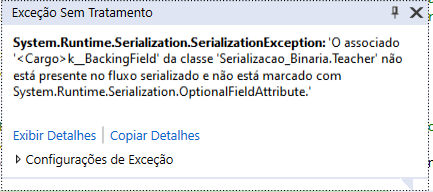 Exceção Sem Tratamento
System.Runtime.Serialization.SerializationException: 'O associado
'<Cargo>k__BackingField' da classe 'Serializacao_Binaria.Teacher' não
está presente no fluxo serializado e não está marcado com
System.Runtime.Serialization.OptionalFieldAttribute.'
Exibir Detalhes | Copiar Detalhes
Configurações de Exceção